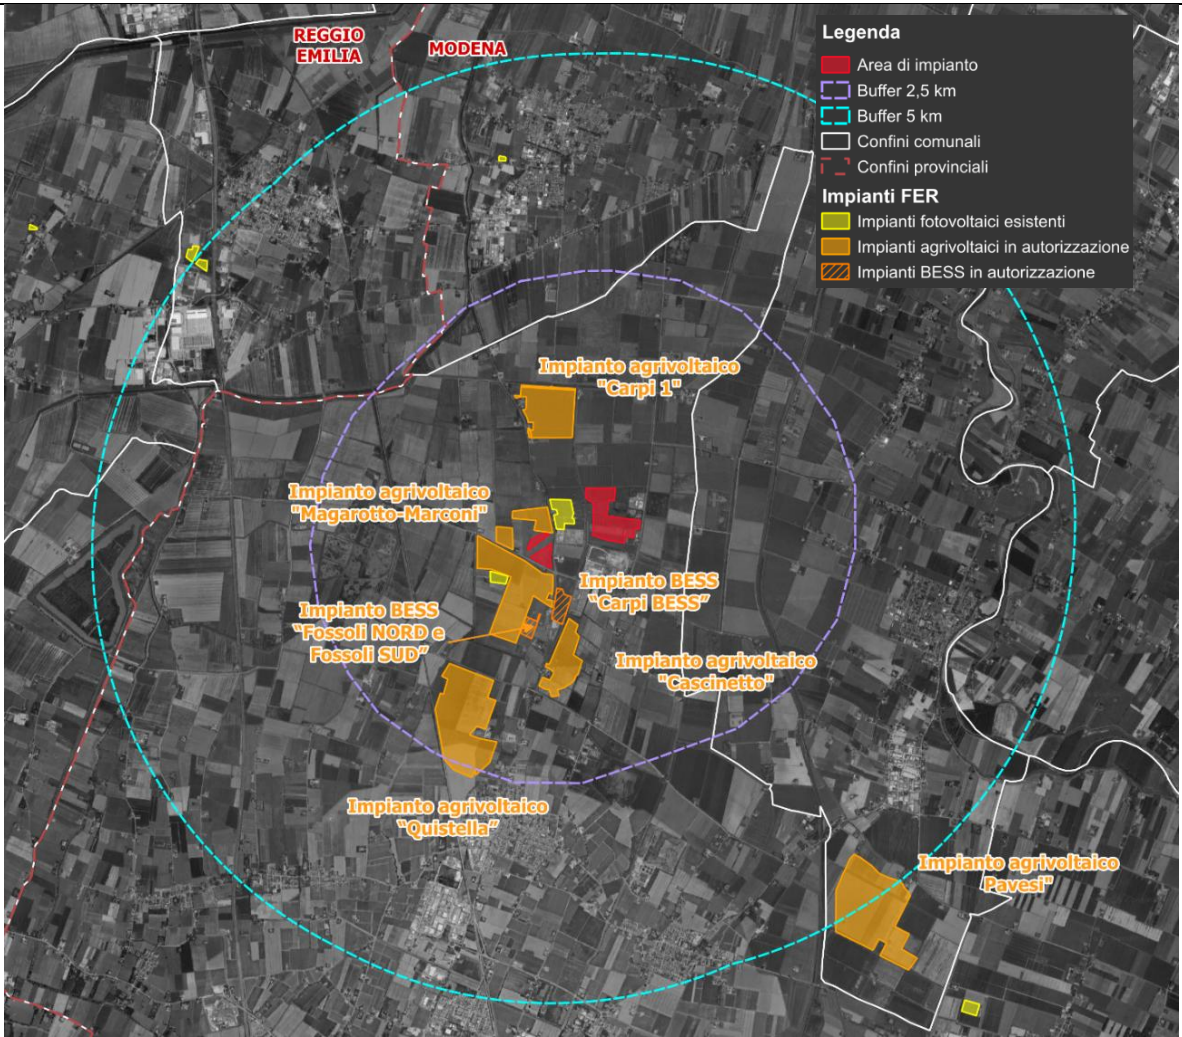 REGGIO
EMILIA
MODENA
Legenda
Area di impianto
Buffer 2,5 km
Buffer 5 km
Confini comunali
Confini provinciali
Impianti FER
Impianti fotovoltaici esistenti
Impianti agrivoltaici in autorizzazione
Impianti BESS in autorizzazione
Impianto agrivoltaico
"Carpi 1"
Impianto agrivoltaico
"Magarotto-Marconi"
Impianto BESS
"Carpi BESS”
Impianto BESS
“Fossoli NORD e
Fossoli SUD”
Impianto agrivoltaico
"Cascinetto"
Impianto agrivoltaico
“Quistella”
Impianto agrivoltaico
Pavesi"